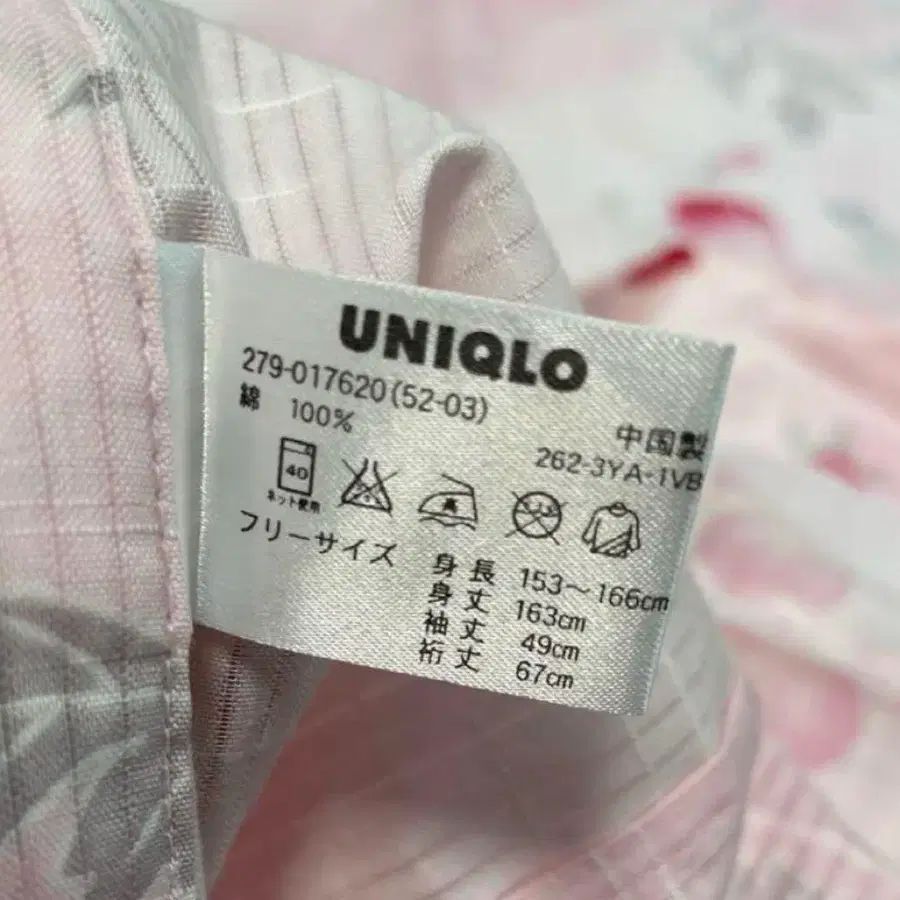 UNIQLO
279-017620(52-03)
綿 100%
中国製
262-3YA-1VB
40
ネット使用
高
フリーサイズ
身長 153〜166cm
身丈 163cm
袖丈 49cm
裄丈 67cm